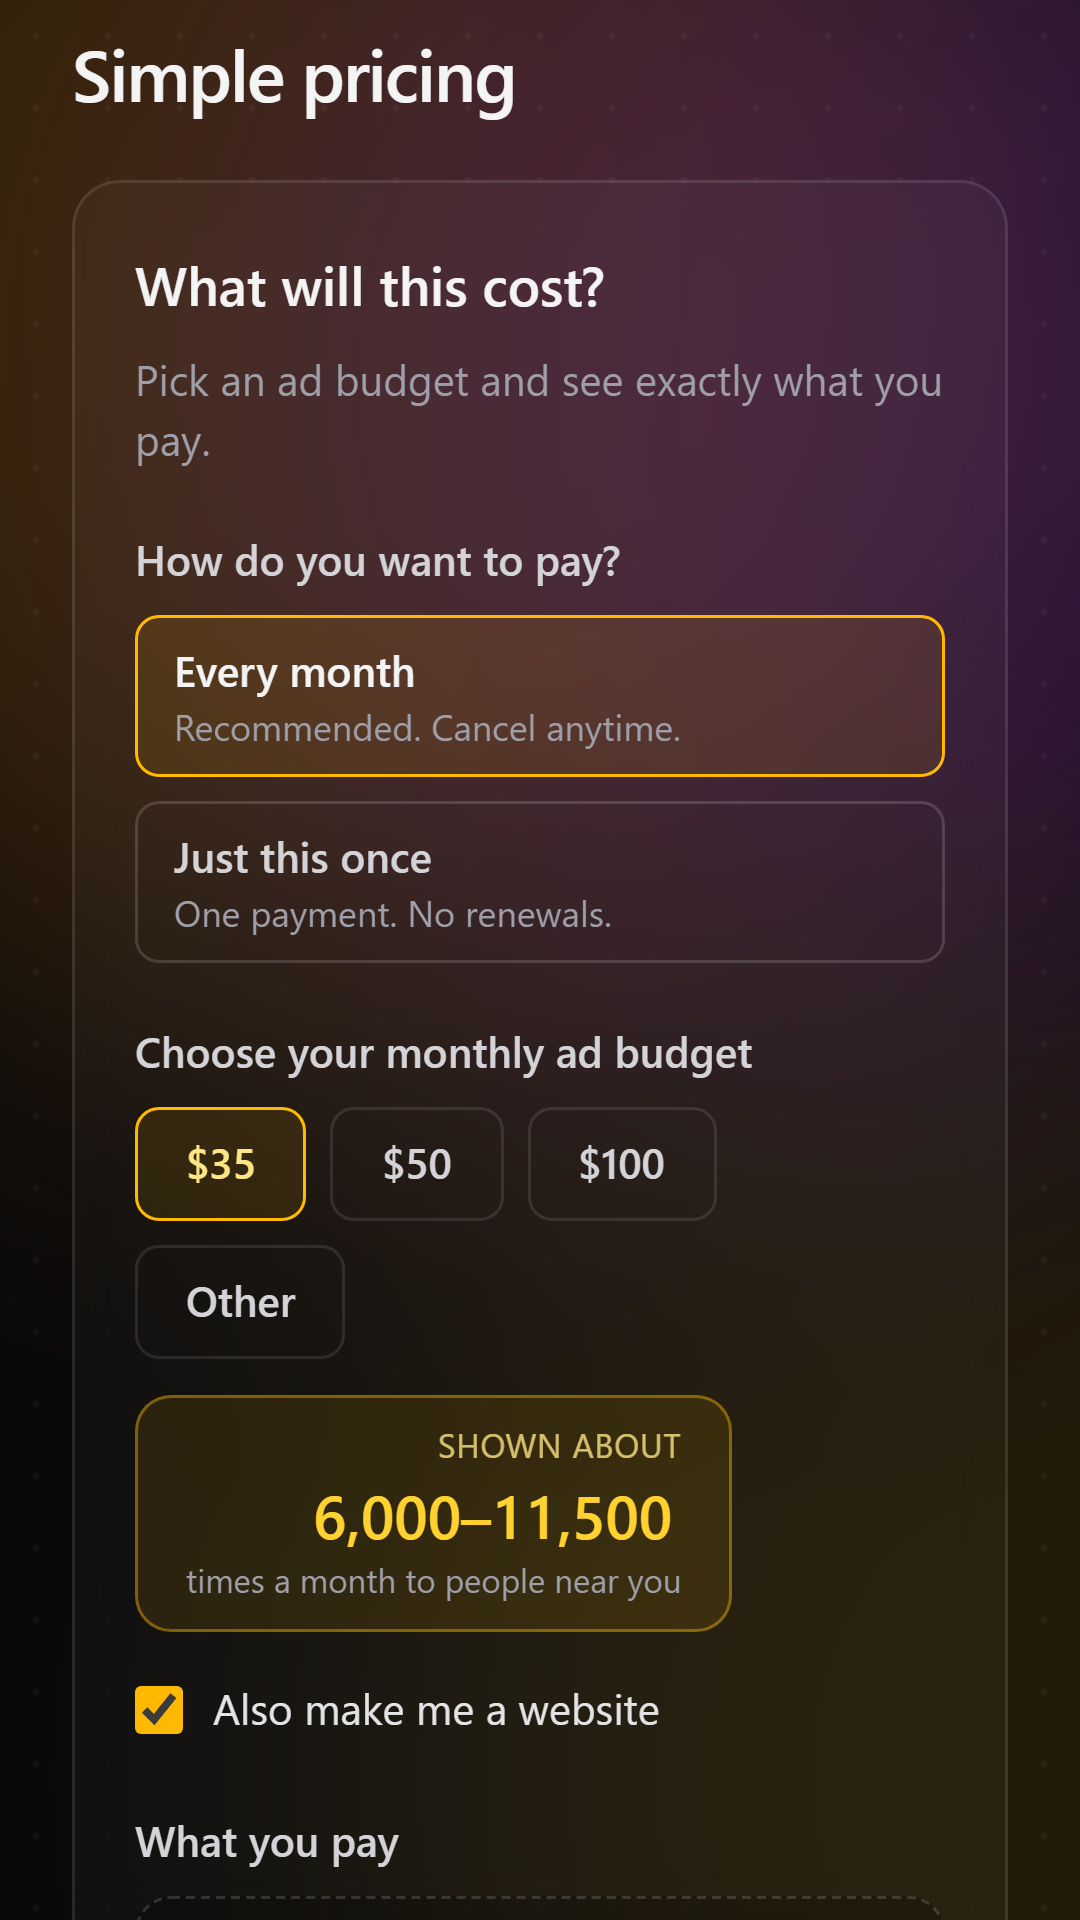 Simple pricing
What will this cost?
Pick an ad budget and see exactly what you
pay.
How do you want to pay?
Every month
Recommended. Cancel anytime.
Just this once
One payment. No renewals.
Choose your monthly ad budget
$35 $50 $100
Other
SHOWN ABOUT
6,000–11,500
times a month to people near you
Also make me a website
What you pay